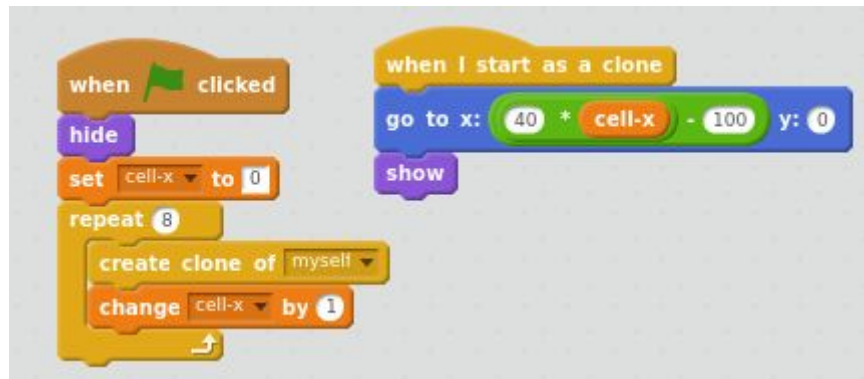 when clicked
hide
set cell-x to 0
repeat 8
create clone of myself
change cell-x by 1
when I start as a clone
go to x: 40 * cell-x - 100 y: 0
show